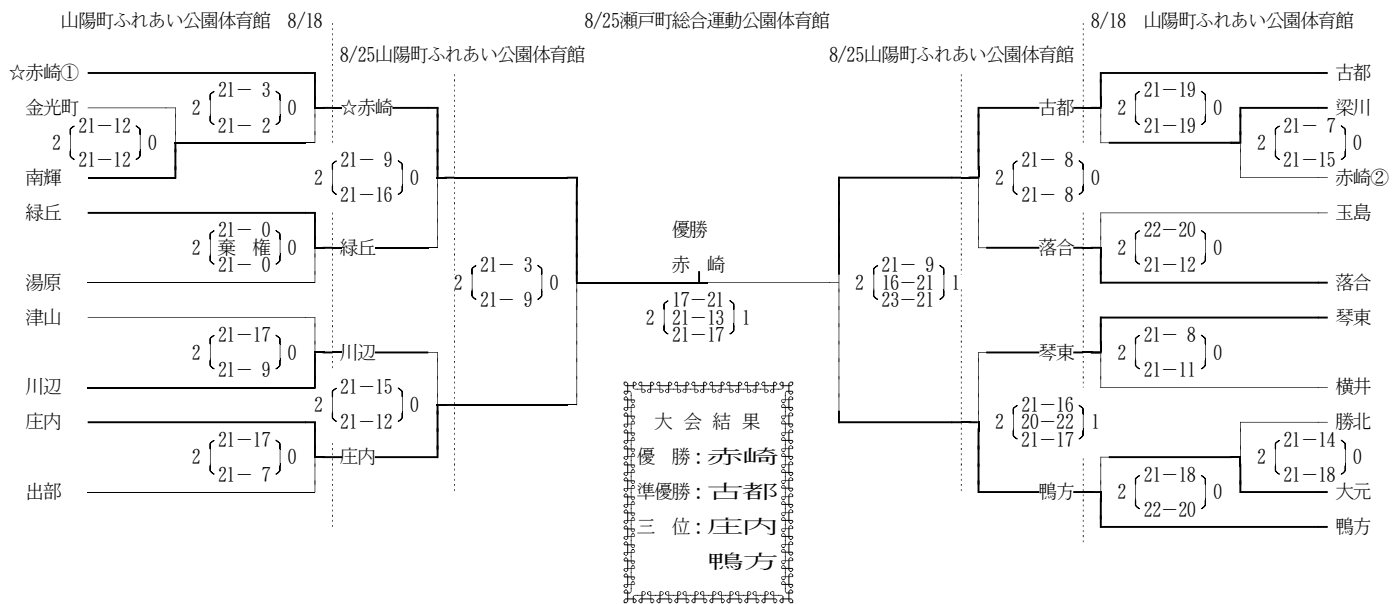 山陽町ふれあい公園体育館　8/18
8/25瀬戸町総合運動公園体育館
8/18　山陽町ふれあい公園体育館
8/25山陽町ふれあい公園体育館
8/25山陽町ふれあい公園体育館
☆赤崎①
金光町
南輝
緑丘
湯原
津山
川辺
庄内
出部
2 21－12 0
21－12
2 21－ 3 0
21－ 2
2 21－ 0 0
棄　権
21－ 0
2 21－17 0
21－ 9
2 21－17 0
21－ 7
☆赤崎
緑丘
川辺
庄内
2 21－ 9 0
21－16
2 21－15 0
21－12
2 21－ 3 0
21－ 9
優勝
赤　崎
2 17－21 1
21－13
21－17
大 会 結 果
優　勝：赤崎
準優勝：古都
三　位：庄内
鴨方
2 21－ 9 1
16－21
23－21
2 21－ 8 0
21－ 8
2 21－16 1
20－22
21－17
古都
落合
琴東
鴨方
2 21－19 0
21－19
2 21－ 7 0
21－15
2 22－20 0
21－12
2 21－ 8 0
21－11
2 21－14 0
21－18
2 21－18 0
22－20
古都
梁川
赤崎②
玉島
落合
琴東
横井
勝北
大元
鴨方